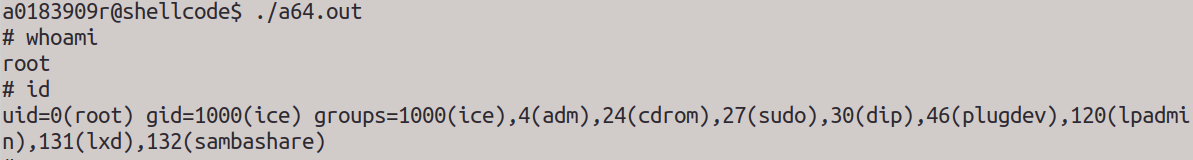 a0183909r@shellcode$ ./a64.out
# whoami
root
# id
uid=0(root) gid=1000(ice) groups=1000(ice),4(adm),24(cdrom),27(sudo),30(dip),46(plugdev),120(lpadmi
n),131(lxd),132(sambashare)